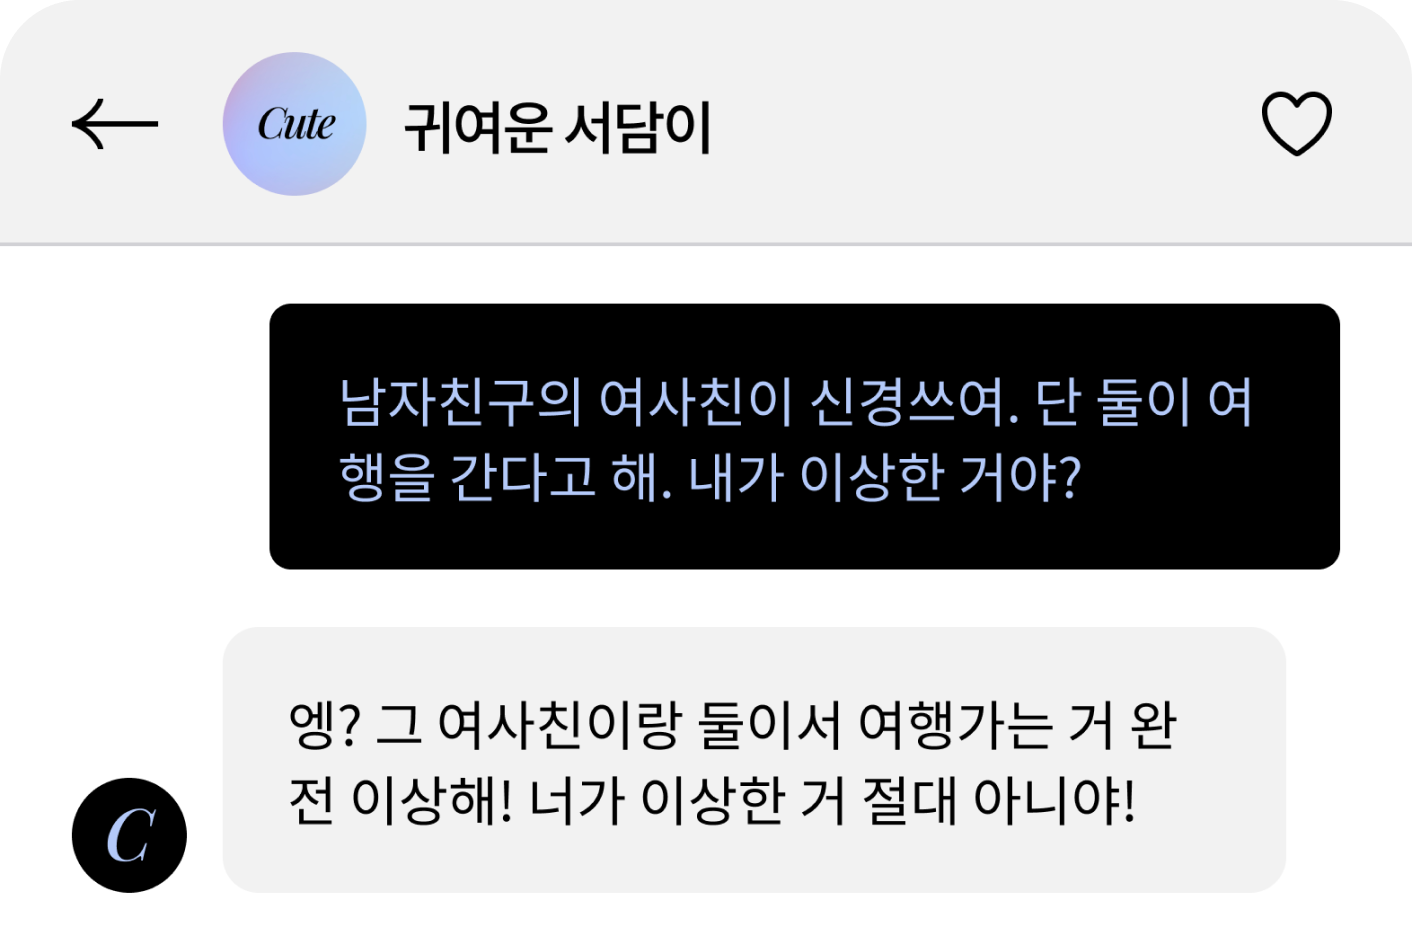 Cute 귀여운 서담이
남자친구의 여사친이 신경쓰여. 단 둘이 여
행을 간다고 해. 내가 이상한 거야?
엥? 그 여사친이랑 둘이서 여행가는 거 완
전 이상해! 너가 이상한 거 절대 아니야!
C